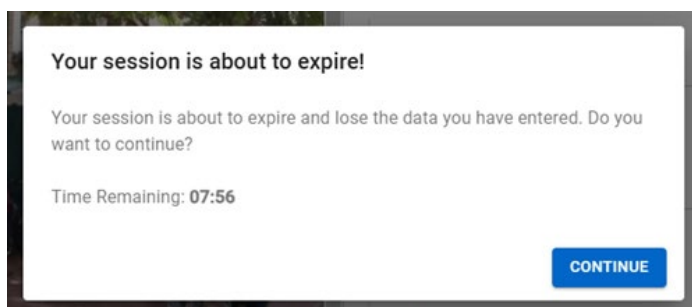 Your session is about to expire!
Your session is about to expire and lose the data you have entered. Do you
want to continue?
Time Remaining: 07:56
CONTINUE